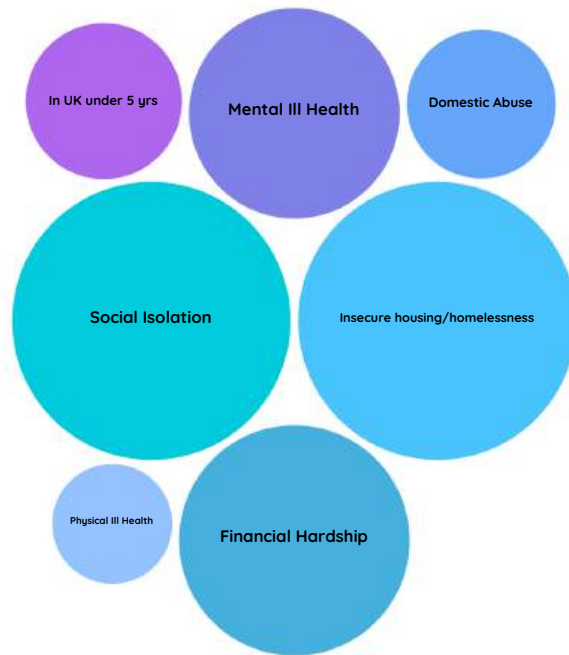 In UK under 5 yrs
Mental Ill Health
Domestic Abuse
Social Isolation
Insecure housing/homelessness
Physical Ill Health
Financial Hardship